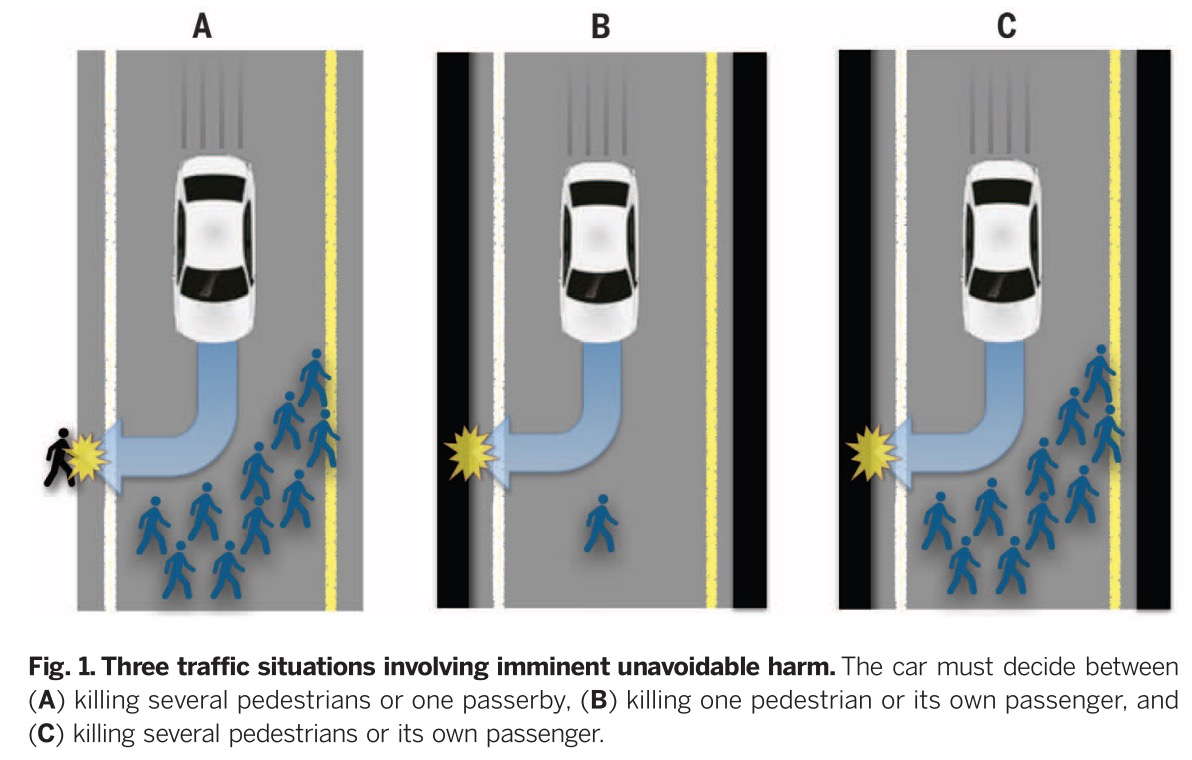 A
B
C
Fig. 1. Three traffic situations involving imminent unavoidable harm. The car must decide between
(A) killing several pedestrians or one passerby, (B) killing one pedestrian or its own passenger, and
(C) killing several pedestrians or its own passenger.